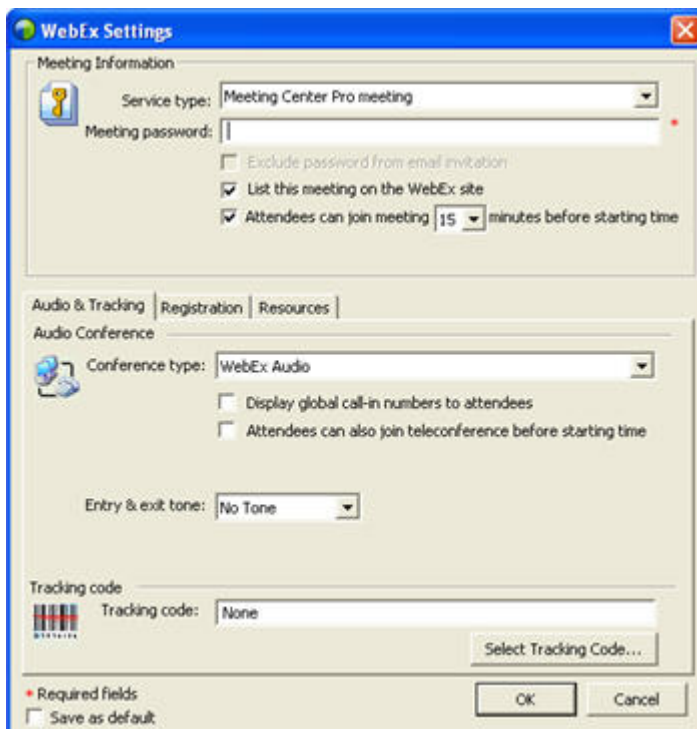 WebEx Settings
Meeting Information
Service type: Meeting Center Pro meeting
Meeting password: *
Exclude password from email invitation
List this meeting on the WebEx site
Attendees can join meeting 15 minutes before starting time
Audio & Tracking Registration Resources
Audio Conference
Conference type: WebEx Audio
Display global call-in numbers to attendees
Attendees can also join teleconference before starting time
Entry & exit tone: No Tone
Tracking code
Tracking code: None
Select Tracking Code...
* Required fields
OK Cancel
Save as default